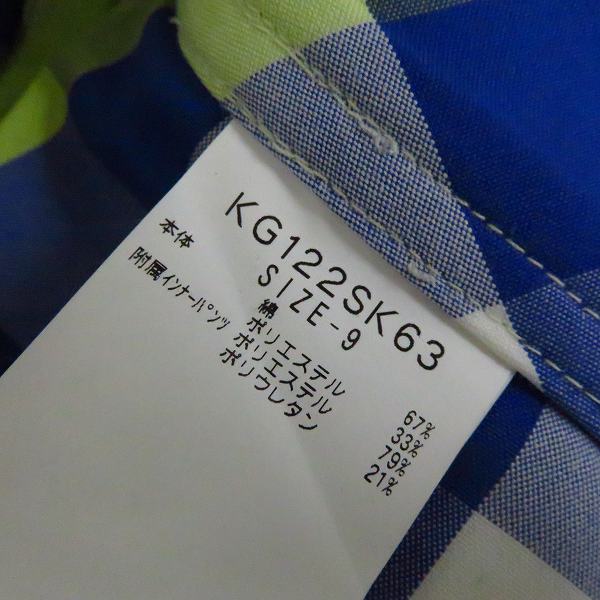 KG122SK63
SIZE-9
本体 綿 67%
ポリエステル 33%
附属インナーパンツ ポリエステル 79%
ポリウレタン 21%